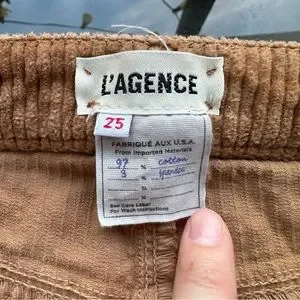 L'AGENCE
25
FABRIQUÉ AUX U.S.A.
From Imported Materials
97 % cotton
3 % spandex
%
%
See Care Label
For Wash Instructions